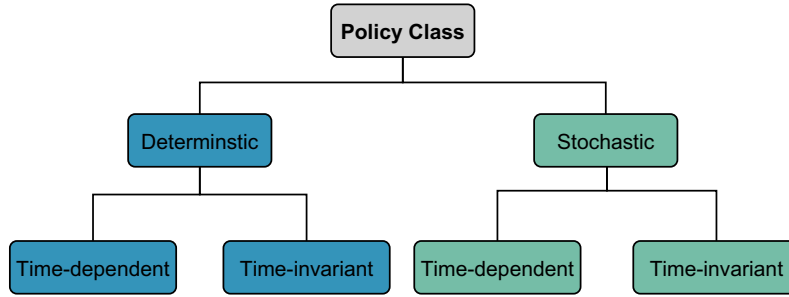 Policy Class
Determinstic
Stochastic
Time-dependent
Time-invariant
Time-dependent
Time-invariant